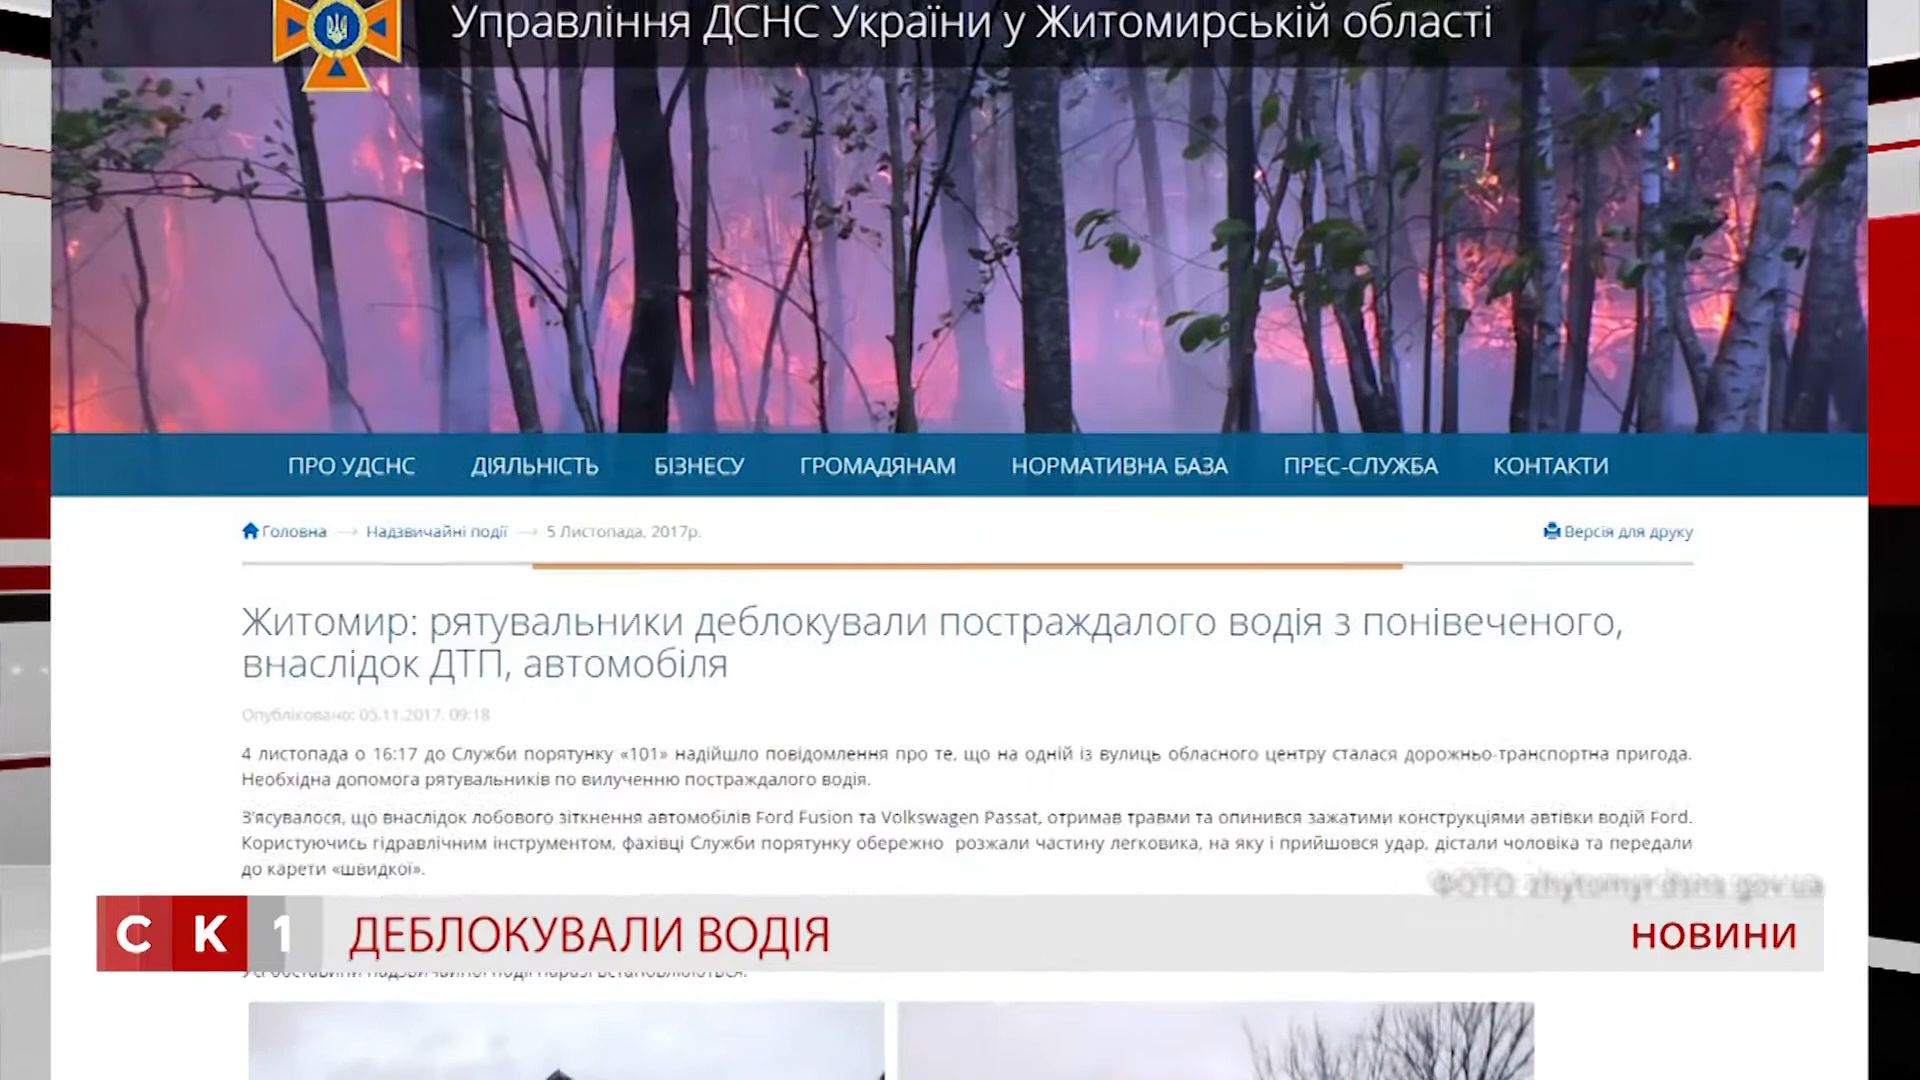 Управління ДСНС України у Житомирській області
ПРО УДСНС ДІЯЛЬНІСТЬ БІЗНЕСУ ГРОМАДЯНАМ НОРМАТИВНА БАЗА ПРЕС-СЛУЖБА КОНТАКТИ
Головна → Надзвичайні події → 5 Листопада, 2017р. Версія для друку
Житомир: рятувальники деблокували постраждалого водія з понівеченого,
внаслідок ДТП, автомобіля
Опубліковано: 05.11.2017, 09:18
4 листопада о 16:17 до Служби порятунку «101» надійшло повідомлення про те, що на одній із вулиць обласного центру сталася дорожньо-транспортна пригода.
Необхідна допомога рятувальників по вилученню постраждалого водія.
З'ясувалося, що внаслідок лобового зіткнення автомобілів Ford Fusion та Volkswagen Passat, отримав травми та опинився зажатими конструкціями автівки водій Ford.
Користуючись гідравлічним інструментом, фахівці Служби порятунку обережно розжали частину легковика, на яку і прийшовся удар, дістали чоловіка та передали
до карети «швидкої».
ФОТО: zhytomyr.dsns.gov.ua
СК1 ДЕБЛОКУВАЛИ ВОДІЯ НОВИНИ